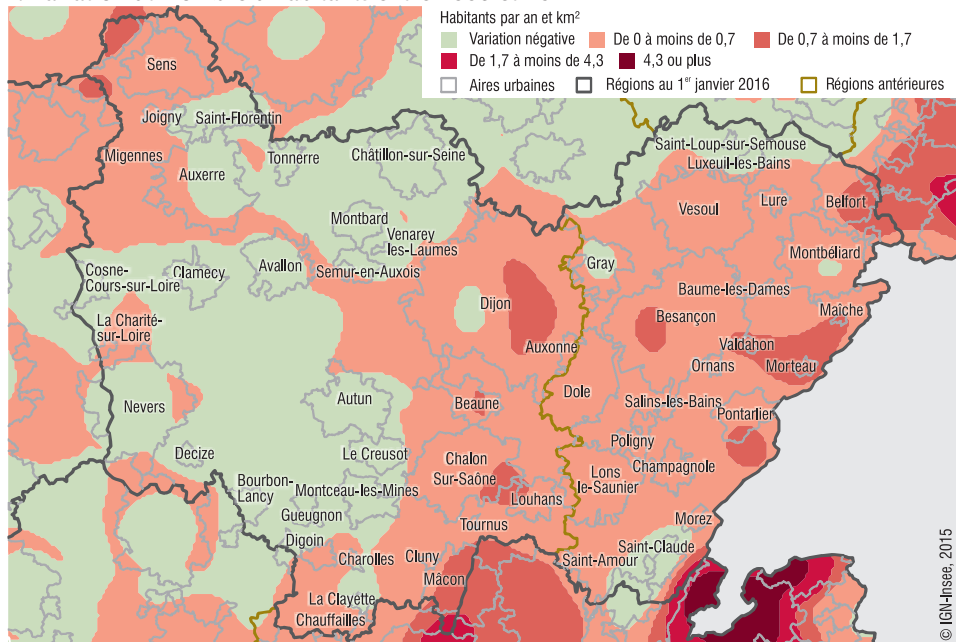 Habitants par an et km²
Variation négative
De 0 à moins de 0,7
De 0,7 à moins de 1,7
De 1,7 à moins de 4,3
4,3 ou plus
Aires urbaines
Régions au 1er janvier 2016
Régions antérieures
Sens
Joigny
Saint-Florentin
Migennes
Tonnerre
Châtillon-sur-Seine
Auxerre
Saint-Loup-sur-Semouse
Luxeuil-les-Bains
Vesoul
Lure
Belfort
Montbard
Venarey
les-Laumes
Montbéliard
Cosne-
Cours-sur-Loire
Clamecy
Avallon
Semur-en-Auxois
Gray
Baume-les-Dames
La Charité-
sur-Loire
Dijon
Besançon
Maîche
Auxonne
Valdahon
Ornans
Morteau
Nevers
Autun
Beaune
Dole
Salins-les-Bains
Pontarlier
Decize
Le Creusot
Chalon
Sur-Saône
Poligny
Champagnole
Lons
le-Saunier
Bourbon-
Lancy
Montceau-les-Mines
Louhans
Gueugnon
Tournus
Morez
Digoin
Saint-Claude
Charolles
Cluny
Saint-Amour
Mâcon
La Clayette
Chauffailles
© IGN-Insee, 2015